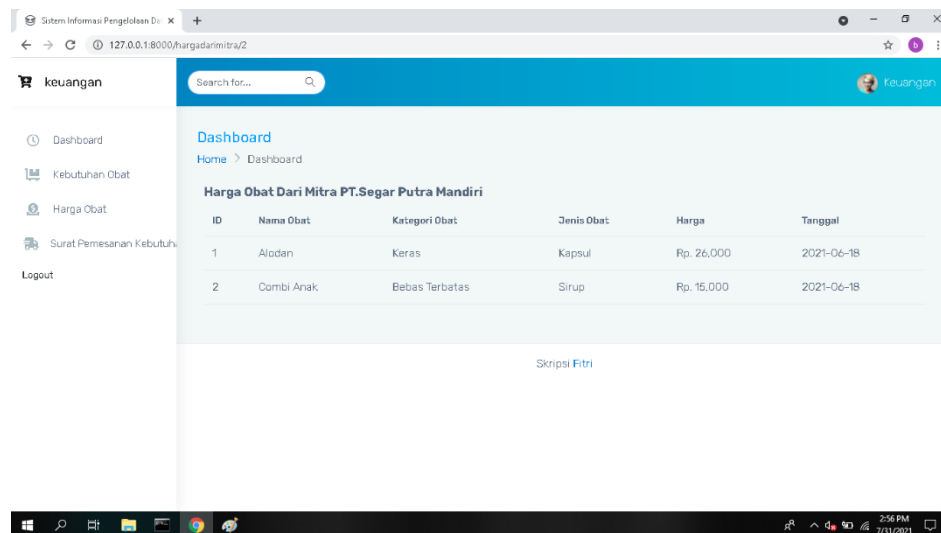 Sistem Informasi Pengelolaan Da
127.0.0.1:8000/hargadarimitra/2
b
keuangan
Search for...
Keuangan
Dashboard
Kebutuhan Obat
Harga Obat
Surat Pemesanan Kebutuha
Logout
Dashboard
Home > Dashboard
Harga Obat Dari Mitra PT.Segar Putra Mandiri
ID Nama Obat Kategori Obat Jenis Obat Harga Tanggal
1 Alodan Keras Kapsul Rp. 26,000 2021-06-18
2 Combi Anak Bebas Terbatas Sirup Rp. 15,000 2021-06-18
Skripsi Fitri
2:56 PM
7/31/2021